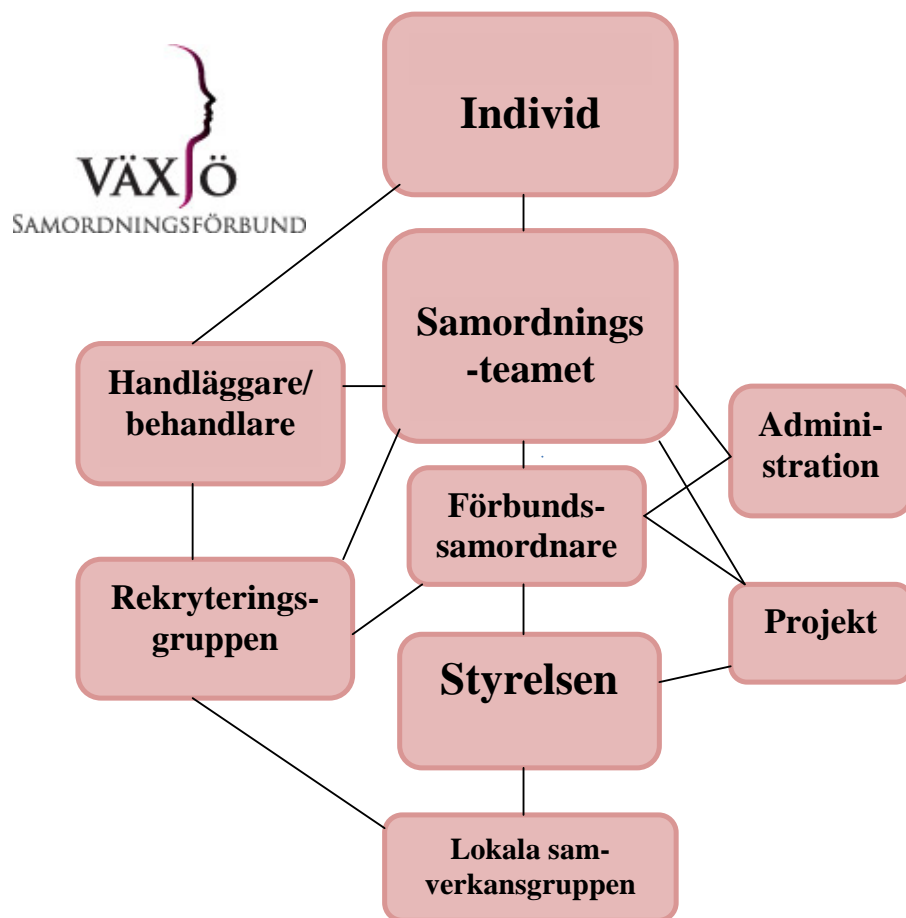 VÄXJÖ
SAMORDNINGSFÖRBUND
Individ
Samordnings
-teamet
Handläggare/
behandlare
Admini-
stration
Förbunds-
samordnare
Rekryterings-
gruppen
Projekt
Styrelsen
Lokala sam-
verkansgruppen